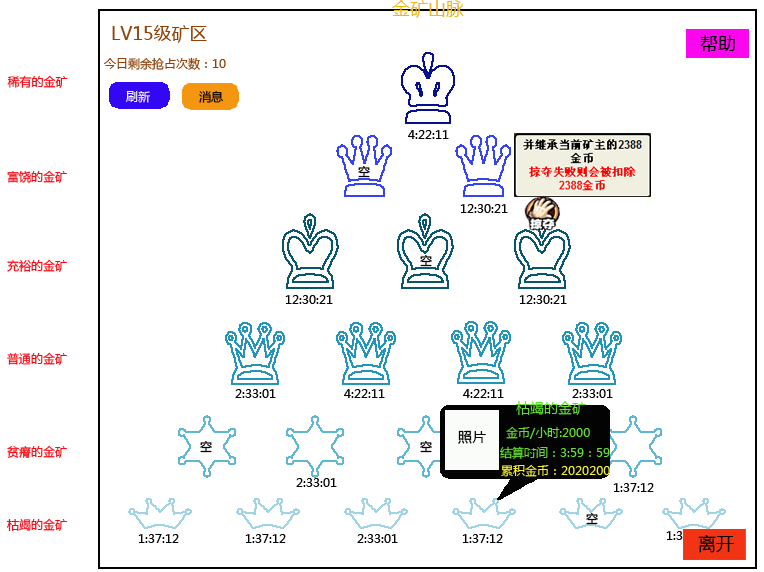 金矿山脉
LV15级矿区
帮助
今日剩余抢占次数：10
稀有的金矿
刷新
消息
4:22:11
并继承当前矿主的2388
金币
掠夺失败则会被扣除
2388金币
富饶的金矿
空
12:30:21
掠夺
充裕的金矿
空
12:30:21
12:30:21
普通的金矿
2:33:01
4:22:11
4:22:11
2:33:01
枯竭的金矿
照片
金币/小时:2000
结算时间：3:59：59
累积金币：2020200
贫瘠的金矿
空
空
2:33:01
1:37:12
枯竭的金矿
空
1:37:12
1:37:12
2:33:01
1:37:12
1:3
离开